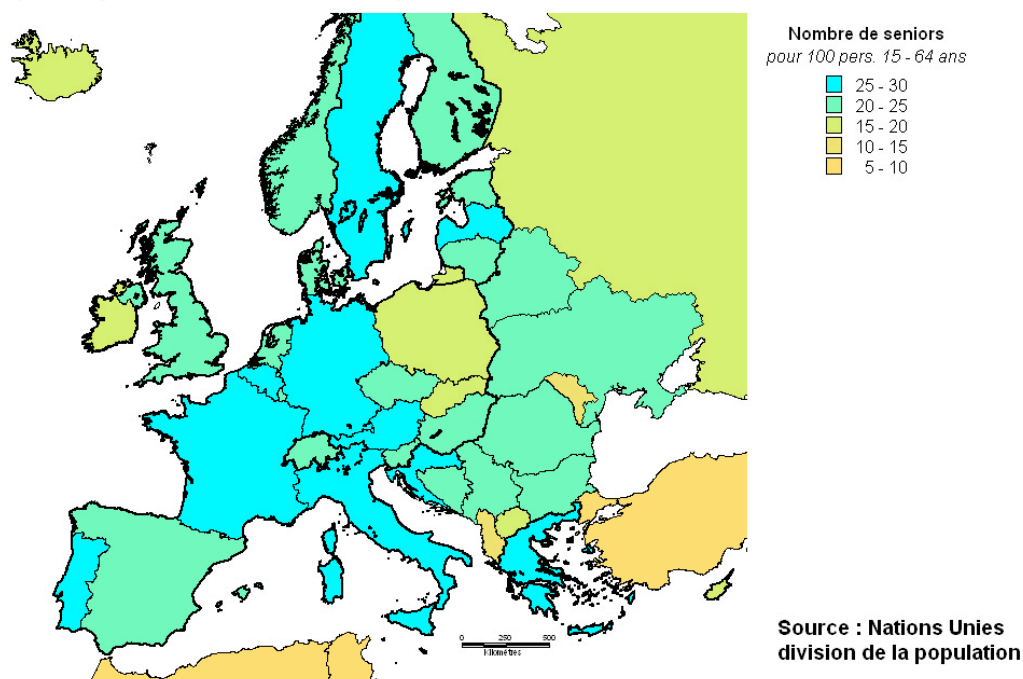 Nombre de seniors
pour 100 pers. 15 - 64 ans
25 - 30
20 - 25
15 - 20
10 - 15
5 - 10
0 250 500
Kilomètres
Source : Nations Unies
division de la population